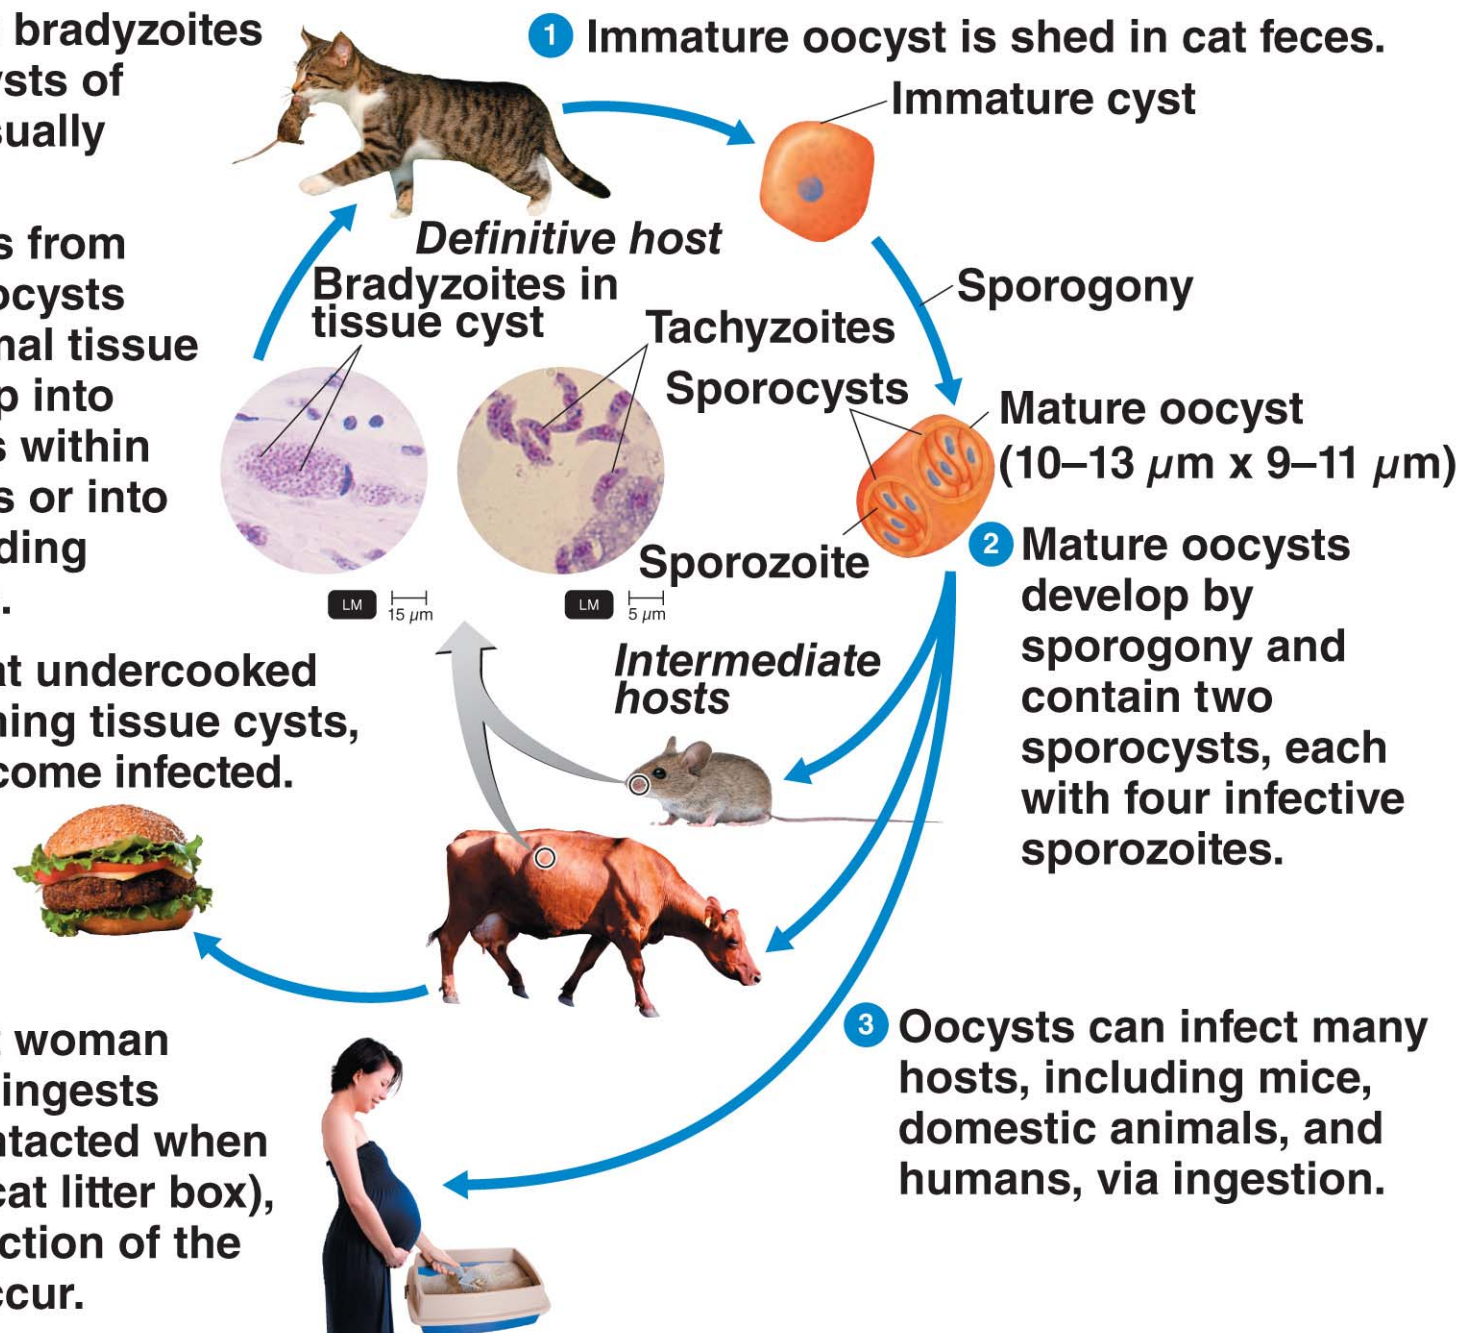 bradyzoites
ysts of
sually
1 Immature oocyst is shed in cat feces.
Immature cyst
Definitive host
s from
ocysts
nal tissue
p into
s within
s or into
ding
.
Bradyzoites in
tissue cyst
Tachyzoites
Sporogony
Sporocysts
Mature oocyst
(10–13 µm x 9–11 µm)
Sporozoite
LM 15 µm
LM 5 µm
2 Mature oocysts
develop by
sporogony and
contain two
sporocysts, each
with four infective
sporozoites.
Intermediate
hosts
at undercooked
ning tissue cysts,
come infected.
3 Oocysts can infect many
hosts, including mice,
domestic animals, and
humans, via ingestion.
woman
ingests
ntacted when
cat litter box),
ction of the
ccur.